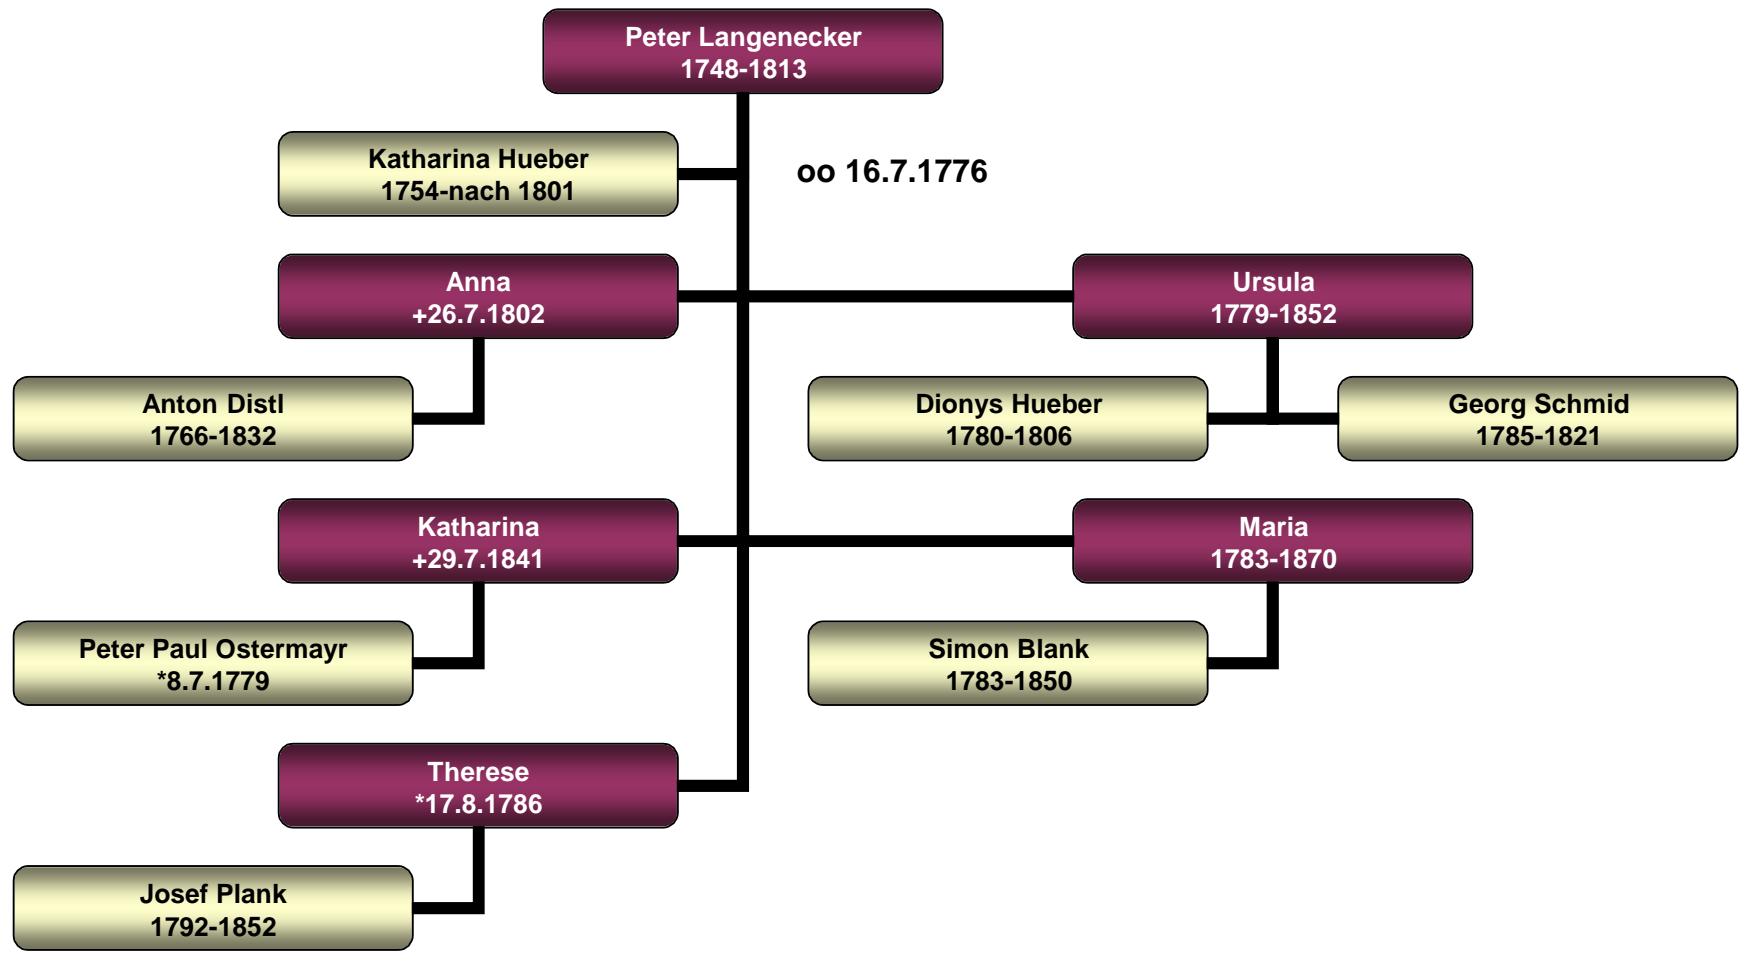 Peter Langenecker
1748-1813
Katharina Hueber
1754-nach 1801
oo 16.7.1776
Anna
+26.7.1802
Ursula
1779-1852
Anton Distl
1766-1832
Dionys Hueber
1780-1806
Georg Schmid
1785-1821
Katharina
+29.7.1841
Maria
1783-1870
Peter Paul Ostermayr
*8.7.1779
Simon Blank
1783-1850
Therese
*17.8.1786
Josef Plank
1792-1852